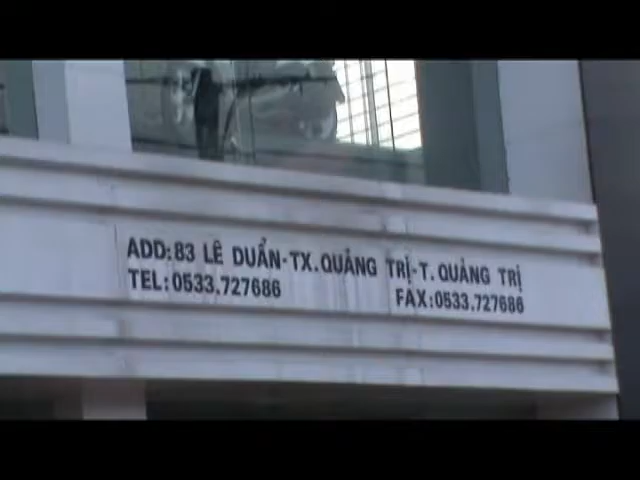 ADD:83 LÊ DUẨN-TX.QUẢNG TRỊ-T.QUẢNG TRỊ
TEL:0533.727686 FAX:0533.727686